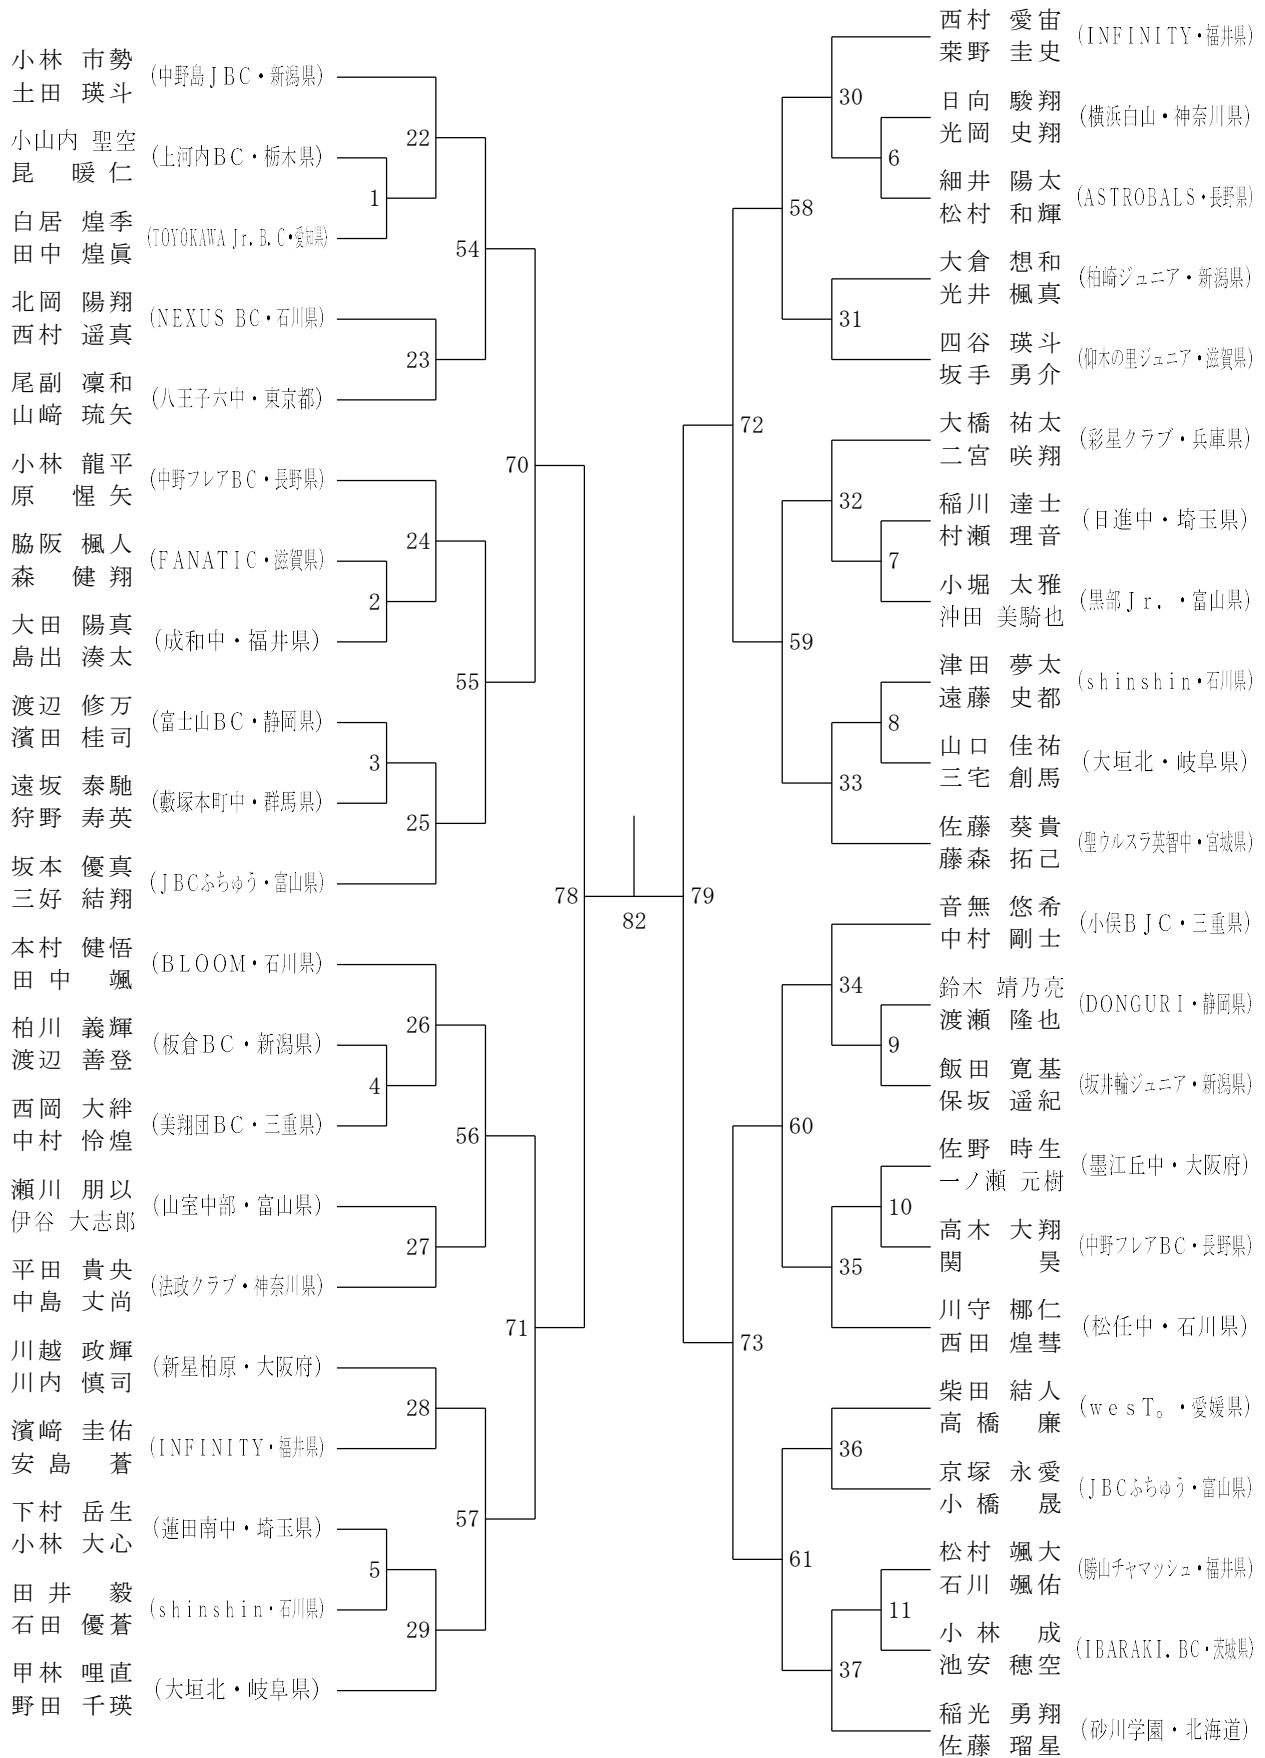 小林 市勢
土田 瑛斗
(中野島ＪＢＣ・新潟県)
小山内 聖空
昆 暖仁
(上河内ＢＣ・栃木県)
白居 煌季
田中 煌眞
(TOYOKAWA Jr.B.C・愛知県)
北岡 陽翔
西村 遥真
(NEXUS BC・石川県)
尾副 凜和
山﨑 琉矢
(八王子六中・東京都)
小林 龍平
原 惺矢
(中野フレアBC・長野県)
脇阪 楓人
森 健翔
(FANATIC・滋賀県)
大田 陽真
島出 湊太
(成和中・福井県)
渡辺 修万
濱田 桂司
(富士山ＢＣ・静岡県)
遠坂 泰馳
狩野 寿英
(藪塚本町中・群馬県)
坂本 優真
三好 結翔
(JBCふちゅう・富山県)
本村 健悟
田中 颯
(ＢＬＯＯＭ・石川県)
柏川 義輝
渡辺 善登
(板倉ＢＣ・新潟県)
西岡 大絆
中村 怜煌
(美翔団ＢＣ・三重県)
瀬川 朋以
伊谷 大志郎
(山室中部・富山県)
平田 貴央
中島 丈尚
(法政クラブ・神奈川県)
川越 政輝
川内 慎司
(新星柏原・大阪府)
濱﨑 圭佑
安島 蒼
(INFINITY・福井県)
下村 岳生
小林 大心
(蓮田南中・埼玉県)
田井 毅
石田 優蒼
(shinshin・石川県)
甲林 哩直
野田 千瑛
(大垣北・岐阜県)
1
2
3
4
5
22
23
24
25
26
27
28
29
54
55
56
57
70
71
78
82
79
72
73
58
59
60
61
30
31
32
33
34
35
36
37
6
7
8
9
10
11
西村 愛宙
桒野 圭史
(INFINITY・福井県)
日向 駿翔
光岡 史翔
(横浜白山・神奈川県)
細井 陽太
松村 和輝
(ASTROBALS・長野県)
大倉 想和
光井 楓真
(柏崎ジュニア・新潟県)
四谷 瑛斗
坂手 勇介
(仰木の里ジュニア・滋賀県)
大橋 祐太
二宮 咲翔
(彩星クラブ・兵庫県)
稲川 達士
村瀬 理音
(日進中・埼玉県)
小堀 太雅
沖田 美騎也
(黒部Ｊｒ．・富山県)
津田 夢太
遠藤 史都
(shinshin・石川県)
山口 佳祐
三宅 創馬
(大垣北・岐阜県)
佐藤 葵貴
藤森 拓己
(聖ウルスラ英智中・宮城県)
音無 悠希
中村 剛士
(小俣ＢＪＣ・三重県)
鈴木 靖乃亮
渡瀬 隆也
(DONGURI・静岡県)
飯田 寛基
保坂 遥紀
(坂井輪ジュニア・新潟県)
佐野 時生
一ノ瀬 元樹
(墨江丘中・大阪府)
高木 大翔
関 昊
(中野フレアBC・長野県)
川守 梛仁
西田 煌彗
(松任中・石川県)
柴田 結人
高橋 廉
(ｗｅｓＴ。・愛媛県)
京塚 永愛
小橋 晟
(JBCふちゅう・富山県)
松村 颯大
石川 颯佑
(勝山チャマッシュ・福井県)
小林 成
池安 穂空
(IBARAKI.BC・茨城県)
稲光 勇翔
佐藤 瑠星
(砂川学園・北海道)